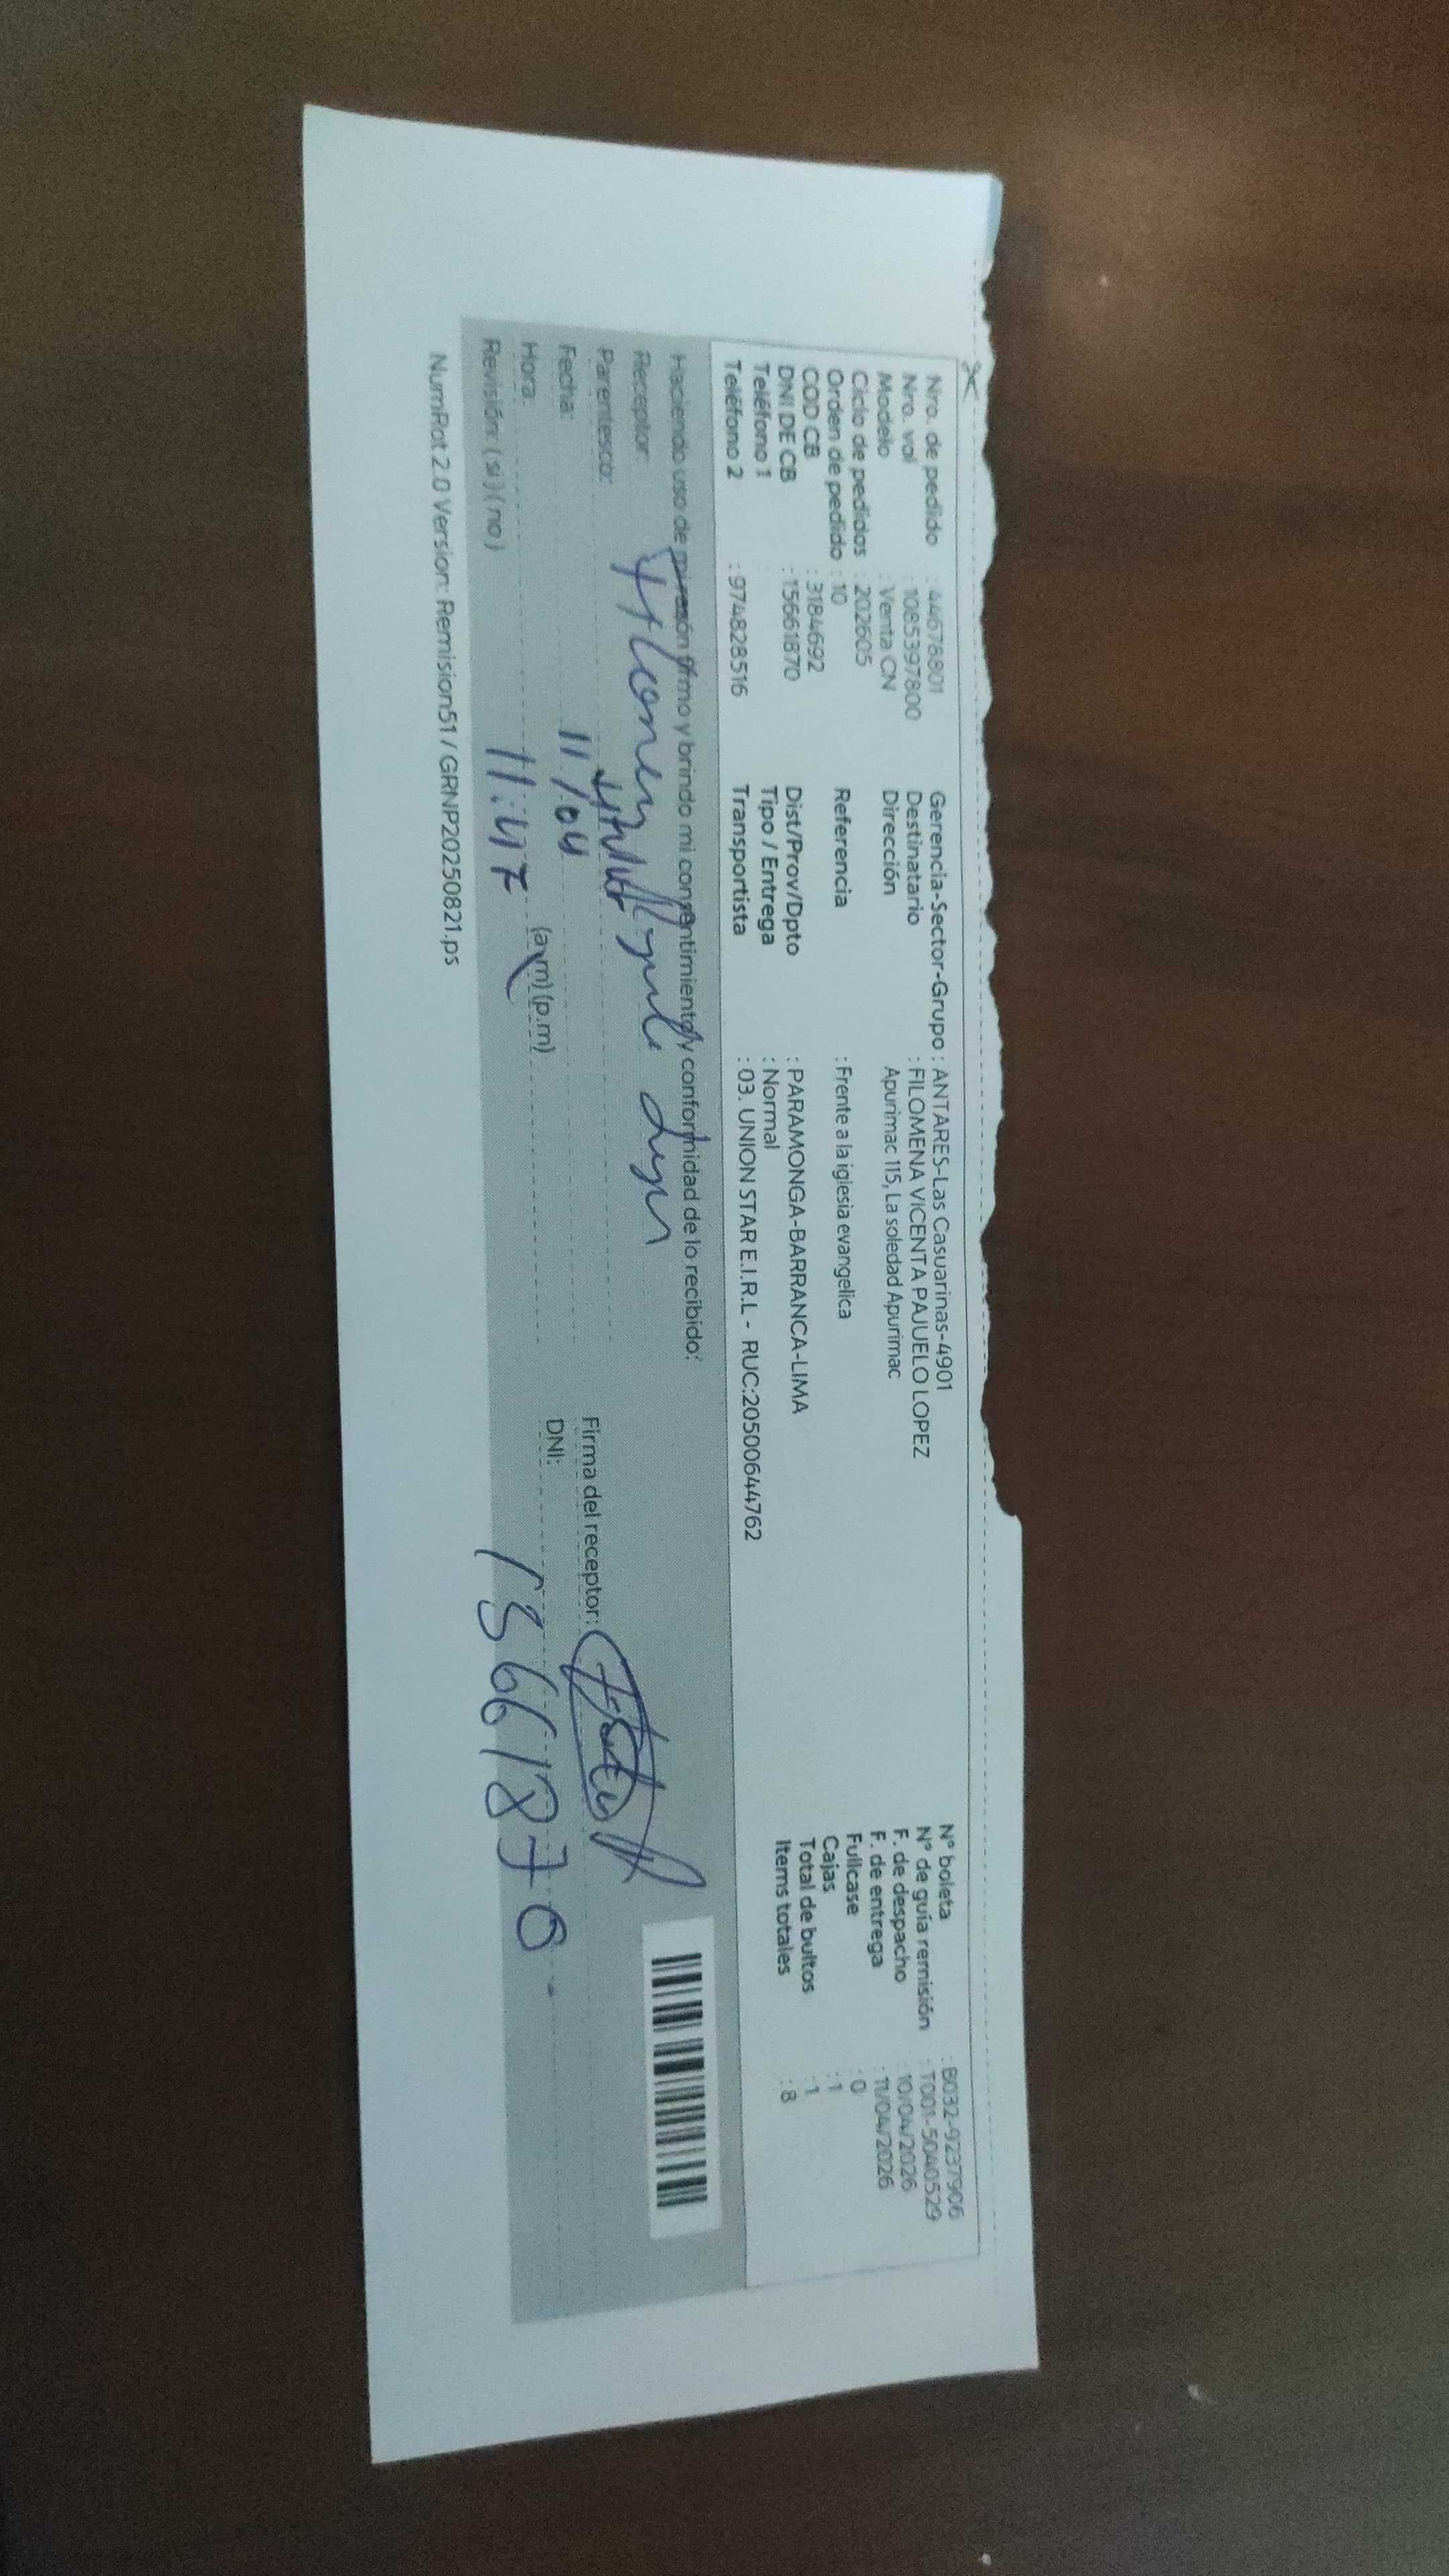 Nro. de pedido : 44678801
Nro. vol : 1085397800
Modelo : Venta CN
Ciclo de pedidos : 202605
Orden de pedido : 10
COD CB : 3184692
DNI DE CB : 15661870
Teléfono 1 :
Teléfono 2 : 974828516
Gerencia-Sector-Grupo : ANTARES-Las Casuarinas-4901
Destinatario : FILOMENA VICENTA PAJUELO LOPEZ
Dirección Apurimac 115, La soledad Apurimac
Referencia : Frente a la iglesia evangelica
Dist/Prov/Dpto : PARAMONGA-BARRANCA-LIMA
Tipo / Entrega : Normal
Transportista : 03. UNION STAR E.I.R.L - RUC:20500644762
N° boleta : B032-9237906
N° de guía remisión : T001-5040529
F. de despacho : 10/04/2026
F. de entrega : 11/04/2026
Fullcase : 0
Cajas : 1
Total de bultos : 1
Items totales : 8
Haciendo uso de mi razón firmo y brindo mi consentimiento y conformidad de lo recibido:
Receptor:
Parentesco: titular
Fecha: 11/04
Hora: 11:47 (a.m) (p.m)
Revisión: ( si ) ( no )
Firma del receptor:
DNI: 15661870
NumRot 2.0 Version: Remision51 / GRNP20250821.ps